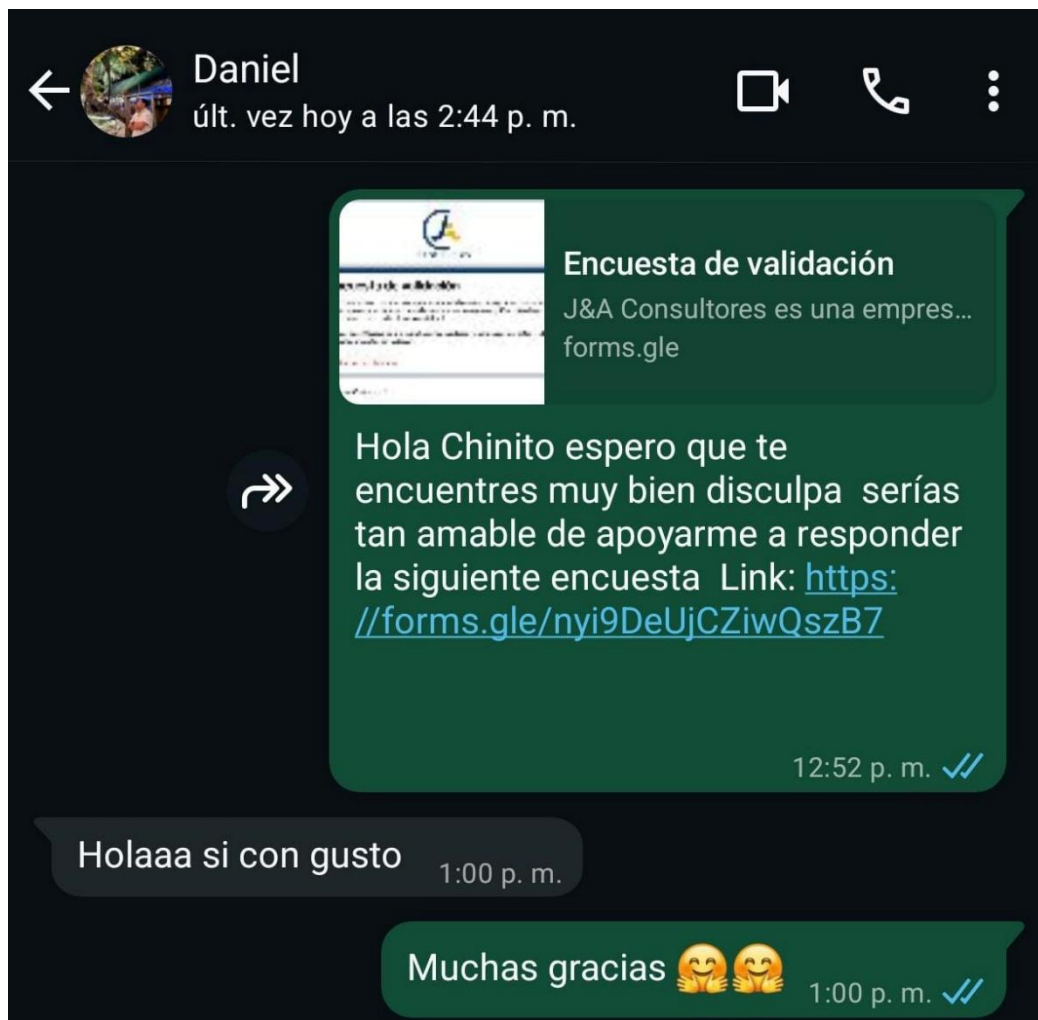 Daniel
últ. vez hoy a las 2:44 p. m.
Encuesta de validación
J&A Consultores es una empres...
forms.gle
Hola Chinito espero que te
encuentres muy bien disculpa  serías
tan amable de apoyarme a responder
la siguiente encuesta  Link: https:
//forms.gle/nyi9DeUjCZiwQszB7
12:52 p. m.
Holaaa si con gusto
1:00 p. m.
Muchas gracias 🤗🤗
1:00 p. m.